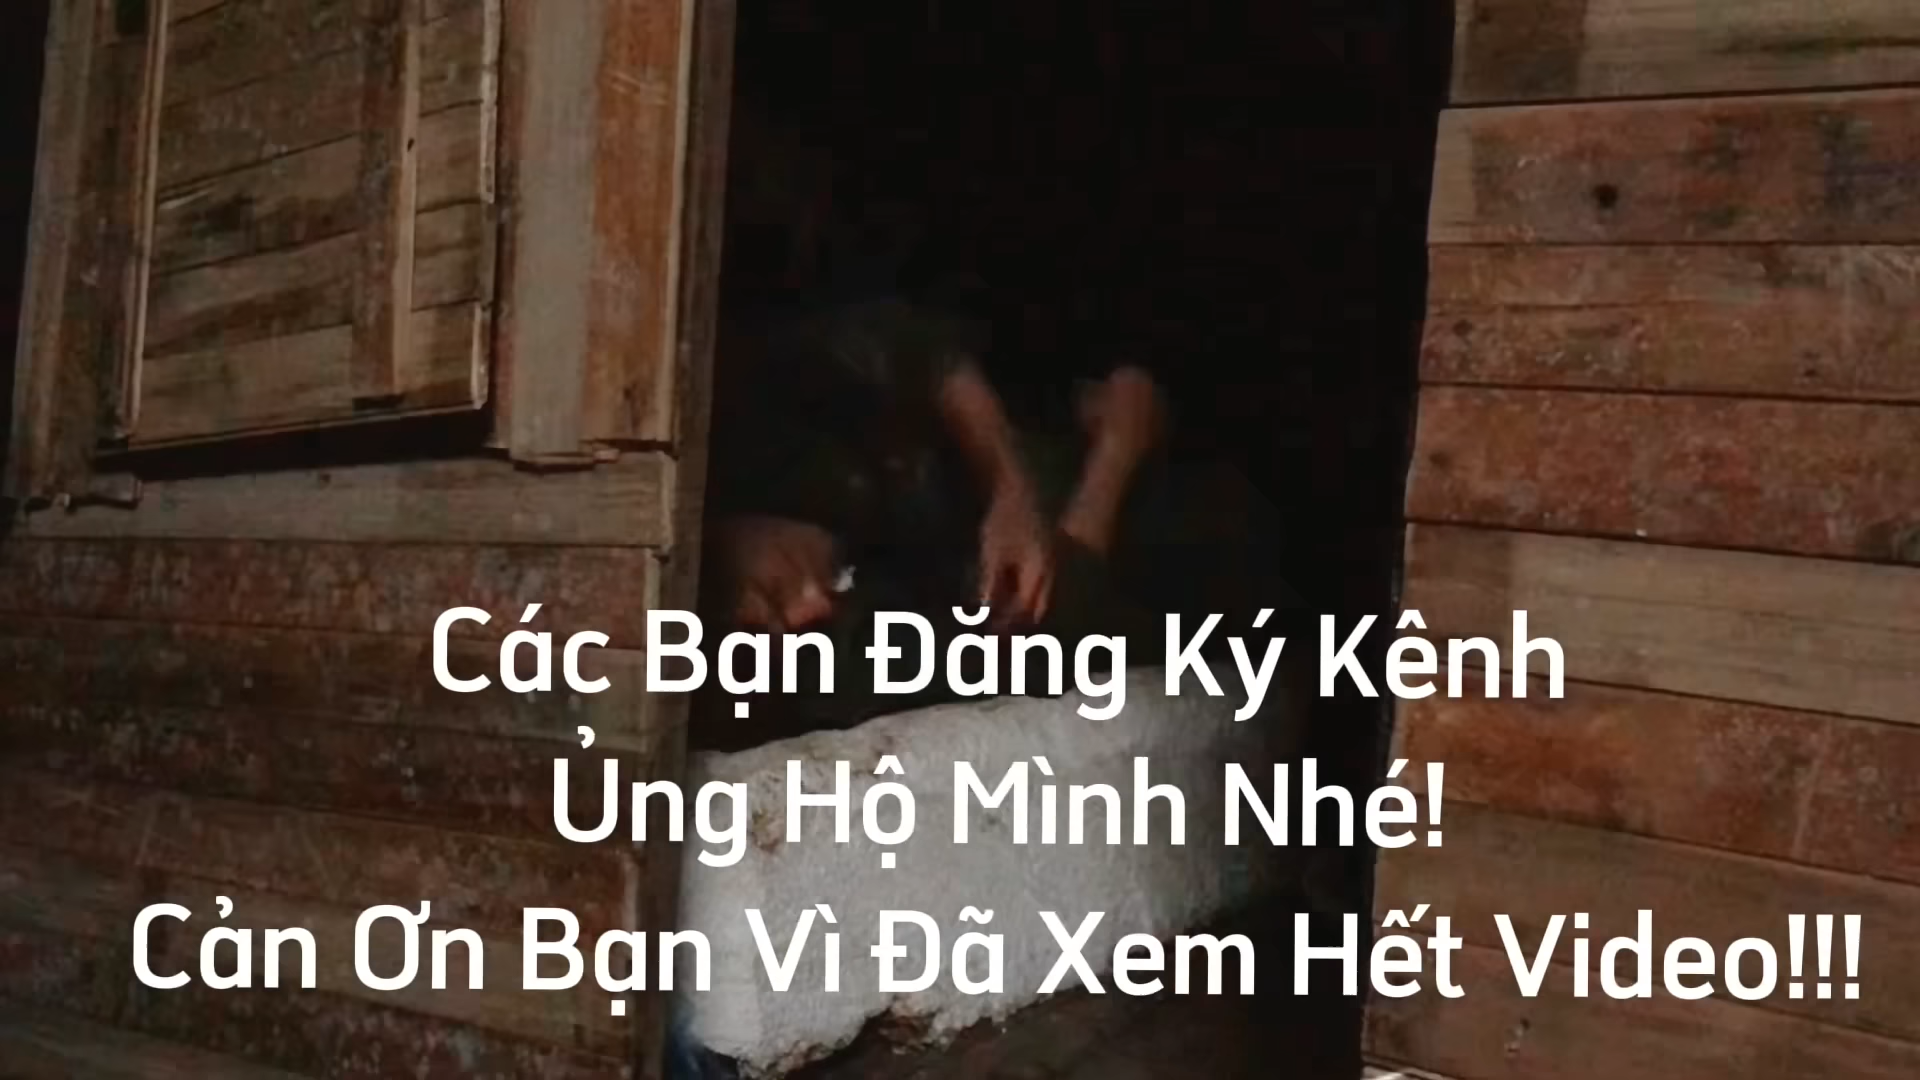 Các Bạn Đăng Ký Kênh
Ủng Hộ Mình Nhé!
Cản Ơn Bạn Vì Đã Xem Hết Video!!!